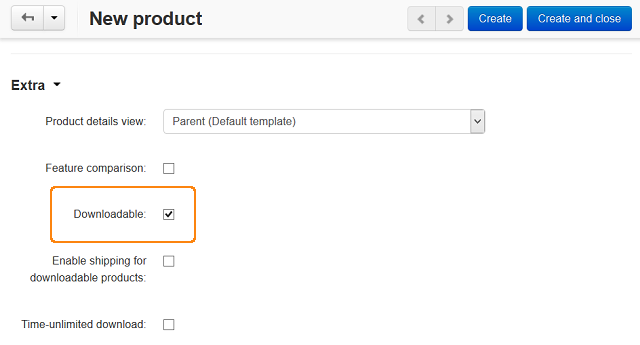 New product
Create
Create and close
Extra
Product details view:
Parent (Default template)
Feature comparison:
Downloadable:
Enable shipping for
downloadable products:
Time-unlimited download: